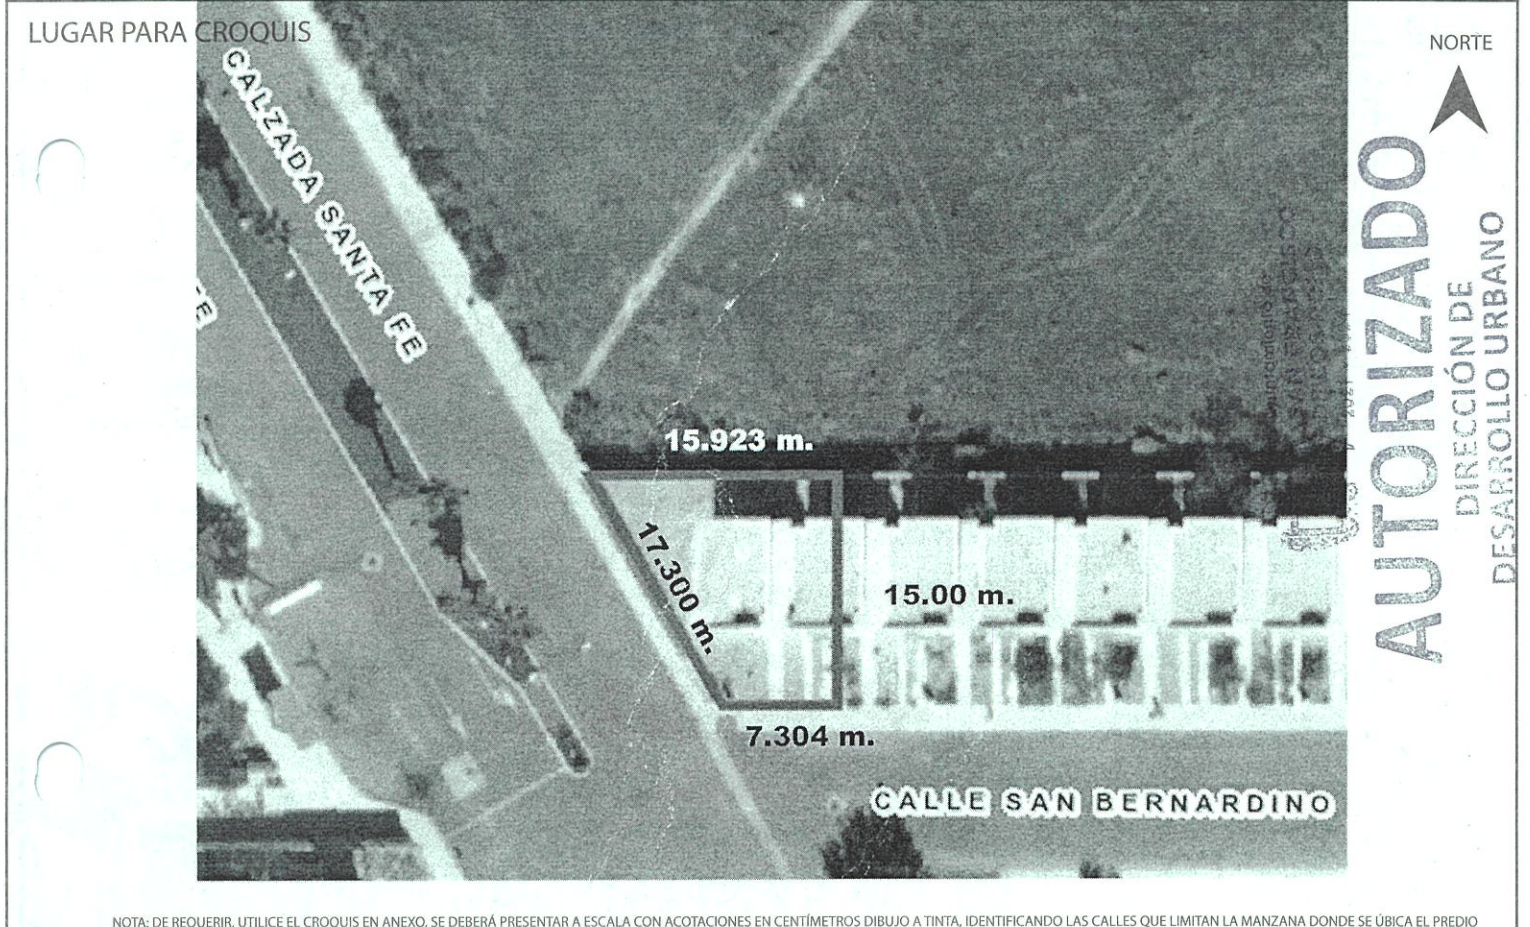 LUGAR PARA CROQUIS
NORTE
CALZADA SANTA FE
FE
15.923 m.
17.300 m.
15.00 m.
7.304 m.
CALLE SAN BERNARDINO
AUTORIZADO
DIRECCIÓN DE
DESARROLLO URBANO
NOTA: DE REQUERIR, UTILICE EL CROQUIS EN ANEXO, SE DEBERÁ PRESENTAR A ESCALA CON ACOTACIONES EN CENTÍMETROS DIBUJO A TINTA, IDENTIFICANDO LAS CALLES QUE LIMITAN LA MANZANA DONDE SE ÚBICA EL PREDIO